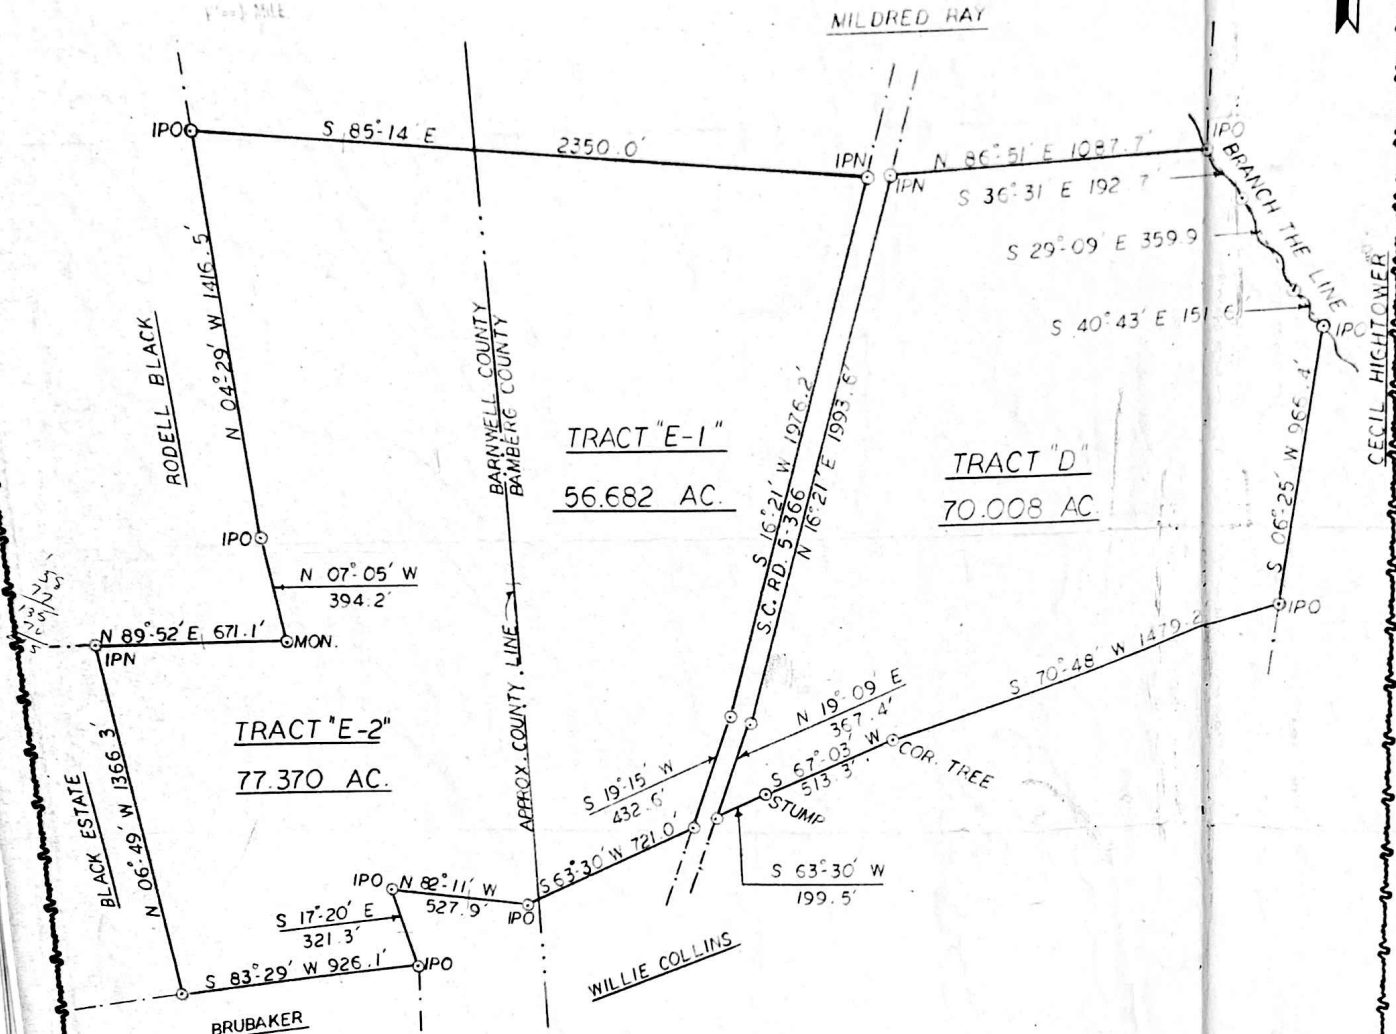 MILDRED RAY
IPO
S 85°-14' E
2350.0'
IPN
IPN
N 86°-51' E 1087.7'
IPO
S 36°-31' E 192.7'
BRANCH THE LINE
S 29°-09' E 359.9
S 40°-43' E 151.6'
IPO
CECIL HIGHTOWER
N 04°-29' W 1416.5'
RODELL BLACK
BARNWELL COUNTY
BAMBERG COUNTY
TRACT "E-1"
56.682 AC.
S 16°-21' W 1976.2'
S.C. RD. 5-366
N 16°-21' E 1993.6'
TRACT "D"
70.008 AC.
S 06°-25' W 966.4'
IPO
IPO
N 07°-05' W
394.2'
N 89°-52' E 671.1'
MON.
IPN
APPROX. COUNTY LINE
S 70°-48' W 1479.2'
N 19°-09' E
367.4'
S 67°-03' W
513.3'
COR. TREE
STUMP
TRACT "E-2"
77.370 AC.
BLACK ESTATE
N 06°-49' W 1366.3'
S 19°-15' W
432.6'
S 63°-30' W 721.0'
S 63°-30' W
199.5'
IPO
N 82°-11' W
527.9'
IPO
S 17°-20' E
321.3'
IPO
S 83°-29' W 926.1'
WILLIE COLLINS
BRUBAKER